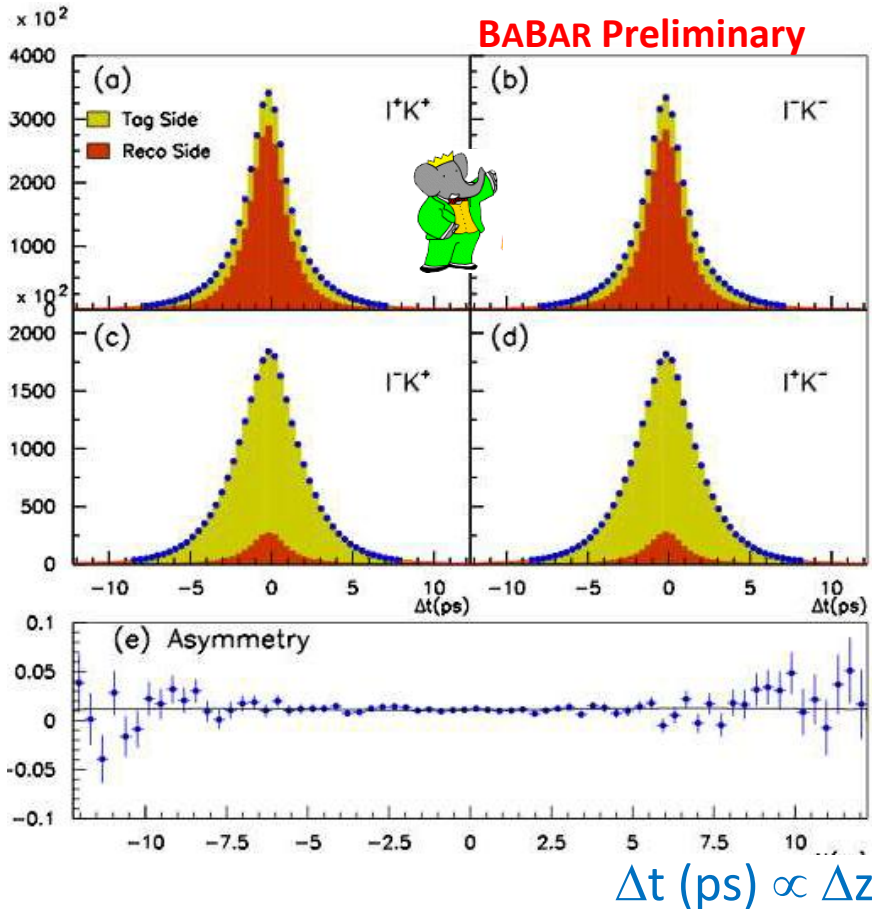 x 10²
BABAR Preliminary
4000
3000
2000
1000
0
(a)
Tag Side
Reco Side
l⁺K⁺
(b)
l⁻K⁻
x 10²
2000
1500
1000
500
0
(c)
l⁻K⁺
(d)
l⁺K⁻
−10 −5 0 5 10
Δt(ps)
−10 −5 0 5 10
Δt(ps)
0.1
0.05
0
−0.05
−0.1
(e) Asymmetry
−10 −7.5 −5 −2.5 0 2.5 5 7.5 10
Δt (ps) ∝ Δz